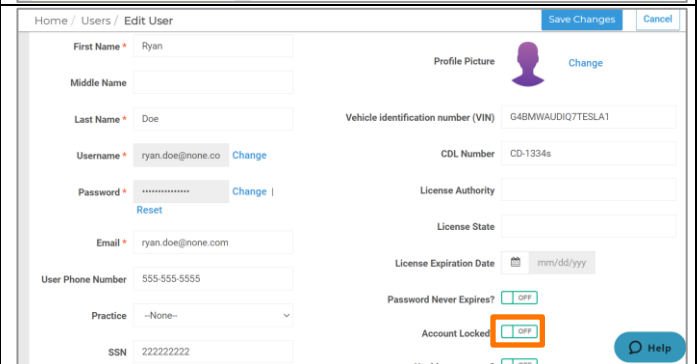 Home / Users / Edit User
Save Changes
Cancel
First Name * Ryan
Middle Name
Last Name * Doe
Username * ryan.doe@none.co Change
Password * ••••••••••••••• Change |
Reset
Email * ryan.doe@none.com
User Phone Number 555-555-5555
Practice --None--
SSN 222222222
Profile Picture Change
Vehicle identification number (VIN) G4BMWAUDIQ7TESLA1
CDL Number CD-1334s
License Authority
License State
License Expiration Date mm/dd/yyy
Password Never Expires? OFF
Account Locked OFF
OFF
Help